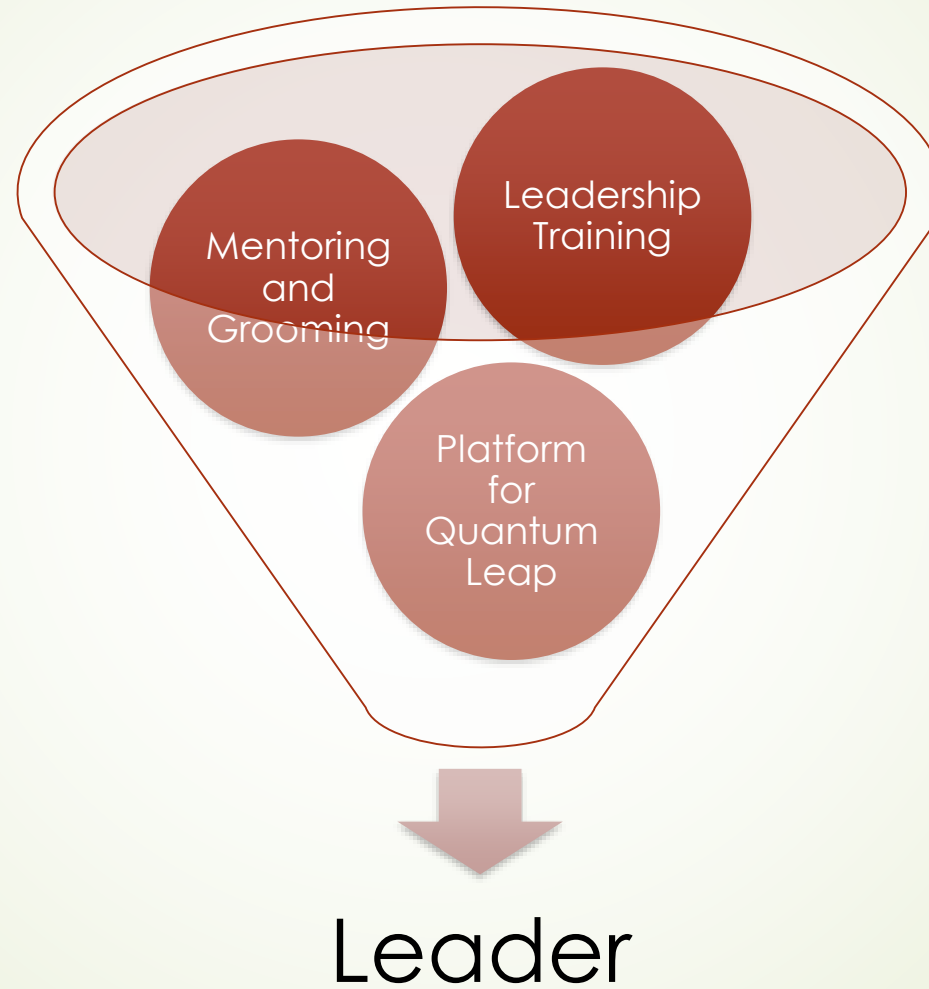 Leadership
Training
Mentoring
and
Grooming
Platform
for
Quantum
Leap
Leader